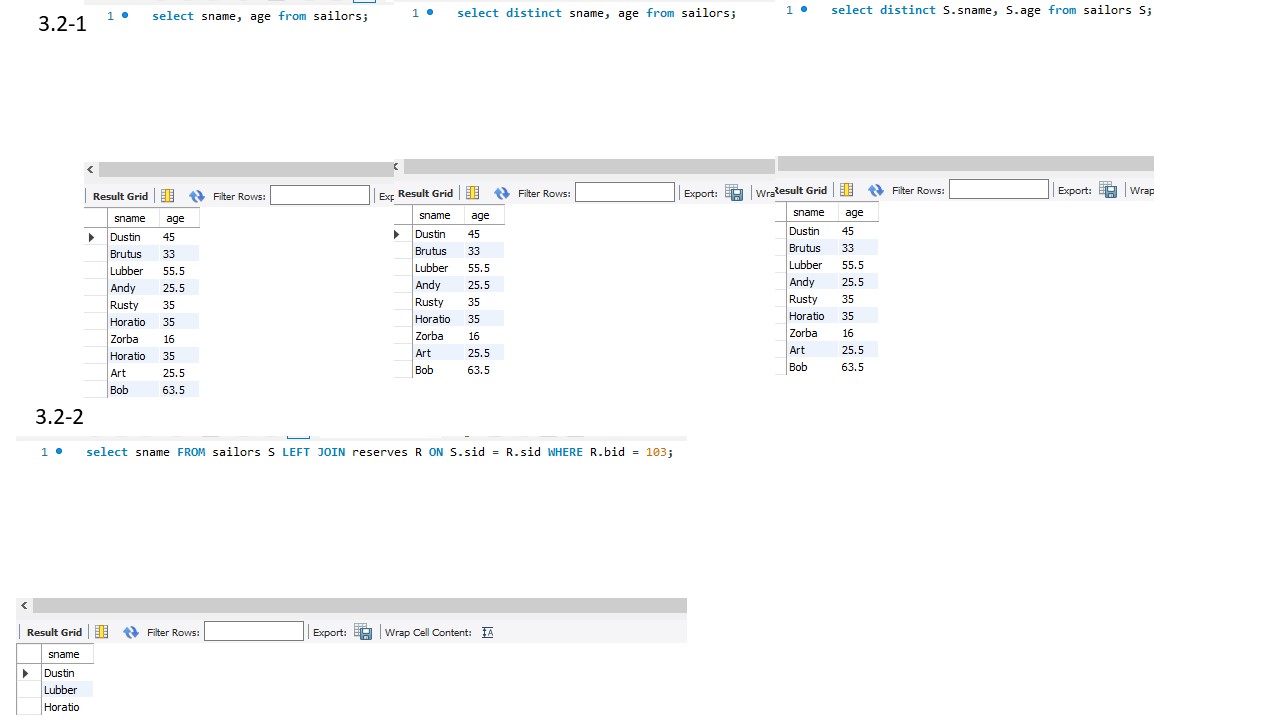 3.2-1
1 select sname, age from sailors;
Result Grid Filter Rows: Exp
sname age
Dustin 45
Brutus 33
Lubber 55.5
Andy 25.5
Rusty 35
Horatio 35
Zorba 16
Horatio 35
Art 25.5
Bob 63.5
1 select distinct sname, age from sailors;
Result Grid Filter Rows: Export: Wra
sname age
Dustin 45
Brutus 33
Lubber 55.5
Andy 25.5
Rusty 35
Horatio 35
Zorba 16
Art 25.5
Bob 63.5
1 select distinct S.sname, S.age from sailors S;
Result Grid Filter Rows: Export: Wrap
sname age
Dustin 45
Brutus 33
Lubber 55.5
Andy 25.5
Rusty 35
Horatio 35
Zorba 16
Art 25.5
Bob 63.5
3.2-2
1 select sname FROM sailors S LEFT JOIN reserves R ON S.sid = R.sid WHERE R.bid = 103;
Result Grid Filter Rows: Export: Wrap Cell Content: IA
sname
Dustin
Lubber
Horatio